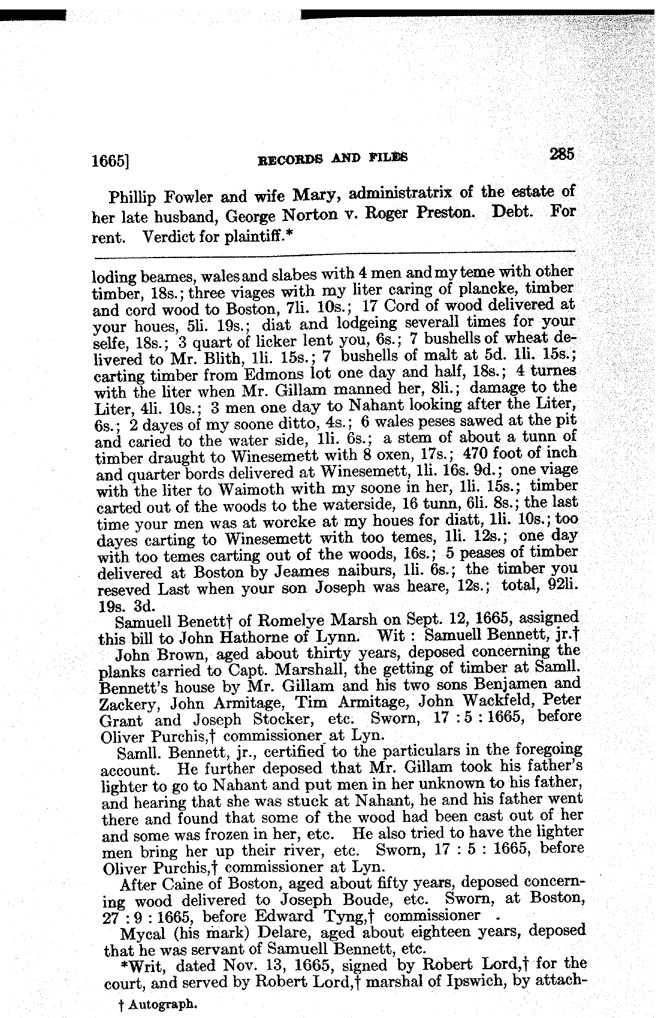 1665] RECORDS AND FILES 285
Phillip Fowler and wife Mary, administratrix of the estate of
her late husband, George Norton v. Roger Preston. Debt. For
rent. Verdict for plaintiff.*
loding beames, wales and slabes with 4 men and my teme with other
timber, 18s.; three viages with my liter caring of plancke, timber
and cord wood to Boston, 7li. 10s.; 17 Cord of wood delivered at
your houes, 5li. 19s.; diat and lodgeing severall times for your
selfe, 18s.; 3 quart of licker lent you, 6s.; 7 bushells of wheat de-
livered to Mr. Blith, 1li. 15s.; 7 bushells of malt at 5d. 1li. 15s.;
carting timber from Edmons lot one day and half, 18s.; 4 turnes
with the liter when Mr. Gillam manned her, 8li.; damage to the
Liter, 4li. 10s.; 3 men one day to Nahant looking after the Liter,
6s.; 2 dayes of my soone ditto, 4s.; 6 wales peses sawed at the pit
and caried to the water side, 1li. 6s.; a stem of about a tunn of
timber draught to Winesemett with 8 oxen, 17s.; 470 foot of inch
and quarter bords delivered at Winesemett, 1li. 16s. 9d.; one viage
with the liter to Waimoth with my soone in her, 1li. 15s.; timber
carted out of the woods to the waterside, 16 tunn, 6li. 8s.; the last
time your men was at worcke at my houes for diatt, 1li. 10s.; too
dayes carting to Winesemett with too temes, 1li. 12s.; one day
with too temes carting out of the woods, 16s.; 5 peases of timber
delivered at Boston by Jeames naiburs, 1li. 6s.; the timber you
reseved Last when your son Joseph was heare, 12s.; total, 92li.
19s. 3d.
Samuell Benett† of Romelye Marsh on Sept. 12, 1665, assigned
this bill to John Hathorne of Lynn. Wit : Samuell Bennett, jr.†
John Brown, aged about thirty years, deposed concerning the
planks carried to Capt. Marshall, the getting of timber at Samll.
Bennett's house by Mr. Gillam and his two sons Benjamen and
Zackery, John Armitage, Tim Armitage, John Wackfeld, Peter
Grant and Joseph Stocker, etc. Sworn, 17 : 5 : 1665, before
Oliver Purchis,† commissioner at Lyn.
Samll. Bennett, jr., certified to the particulars in the foregoing
account. He further deposed that Mr. Gillam took his father's
lighter to go to Nahant and put men in her unknown to his father,
and hearing that she was stuck at Nahant, he and his father went
there and found that some of the wood had been cast out of her
and some was frozen in her, etc. He also tried to have the lighter
men bring her up their river, etc. Sworn, 17 : 5 : 1665, before
Oliver Purchis,† commissioner at Lyn.
After Caine of Boston, aged about fifty years, deposed concern-
ing wood delivered to Joseph Boude, etc. Sworn, at Boston,
27 : 9 : 1665, before Edward Tyng,† commissioner .
Mycal (his mark) Delare, aged about eighteen years, deposed
that he was servant of Samuell Bennett, etc.
*Writ, dated Nov. 13, 1665, signed by Robert Lord,† for the
court, and served by Robert Lord,† marshal of Ipswich, by attach-
† Autograph.